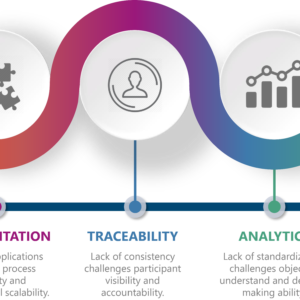 NTATION TRACEABILITY ANALYTIC
plications Lack of consistency Lack of standardiz
process challenges participant challenges objec
ty and visibility and understand and de
l scalability. accountability. making abilit